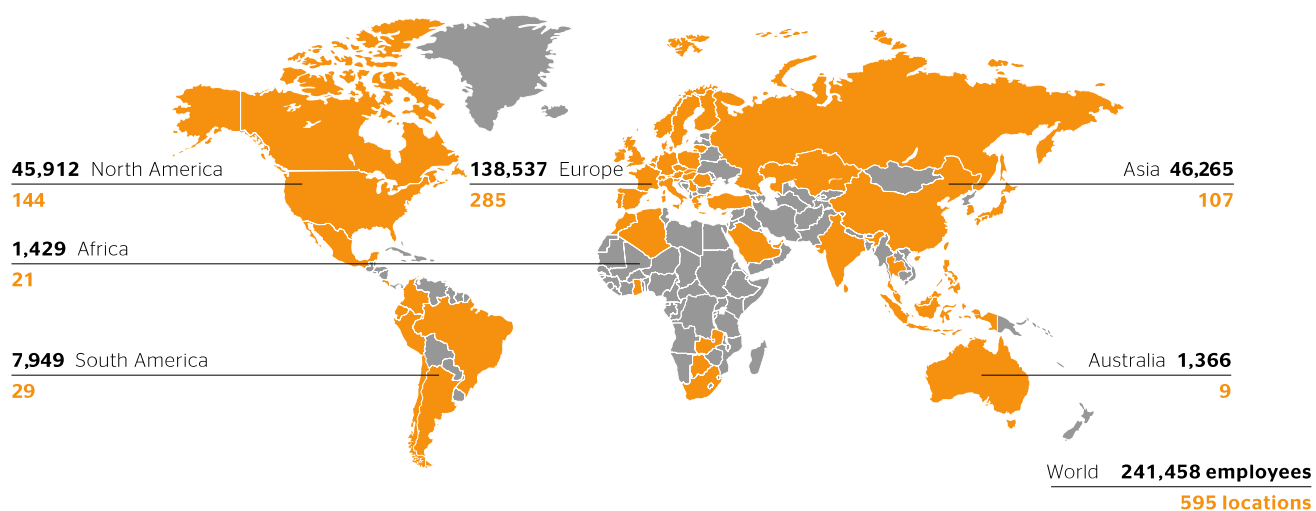 45,912 North America
144
138,537 Europe
285
Asia 46,265
107
1,429 Africa
21
7,949 South America
29
Australia 1,366
9
World 241,458 employees
595 locations